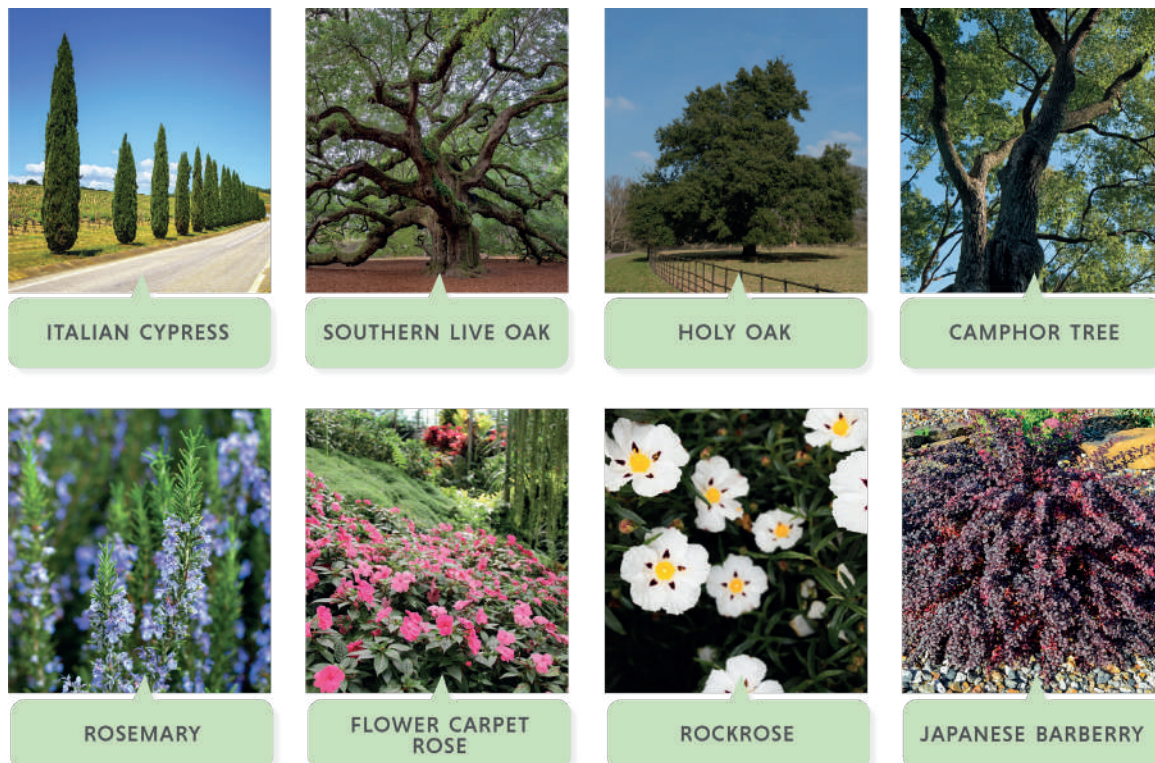 ITALIAN CYPRESS
SOUTHERN LIVE OAK
HOLY OAK
CAMPHOR TREE
ROSEMARY
FLOWER CARPET
ROSE
ROCKROSE
JAPANESE BARBERRY